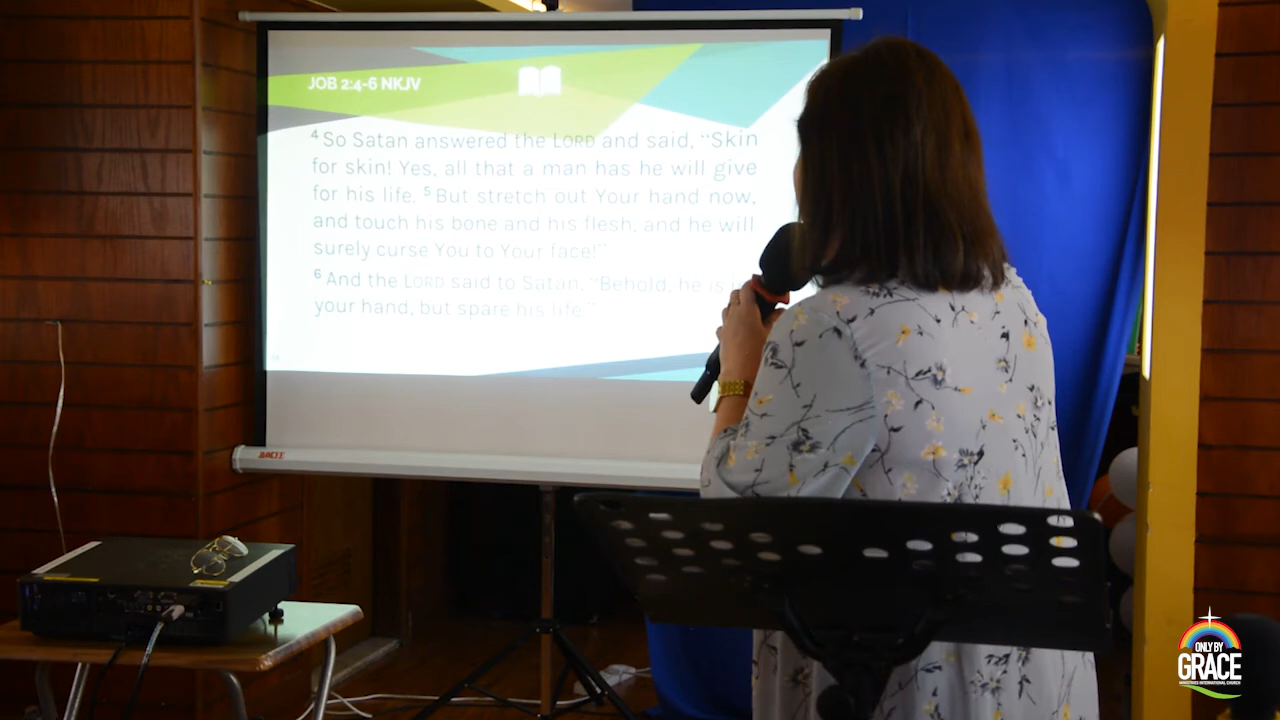 JOB 2:4-6 NKJV
4 So Satan answered the LORD and said, “Skin
for skin! Yes, all that a man has he will give
for his life. 5 But stretch out Your hand now,
and touch his bone and his flesh, and he will
surely curse You to Your face!”
6 And the LORD said to Satan, “Behold, he is
your hand, but spare his life.”
ONLY BY
GRACE
MINISTRIES INTERNATIONAL CHURCH